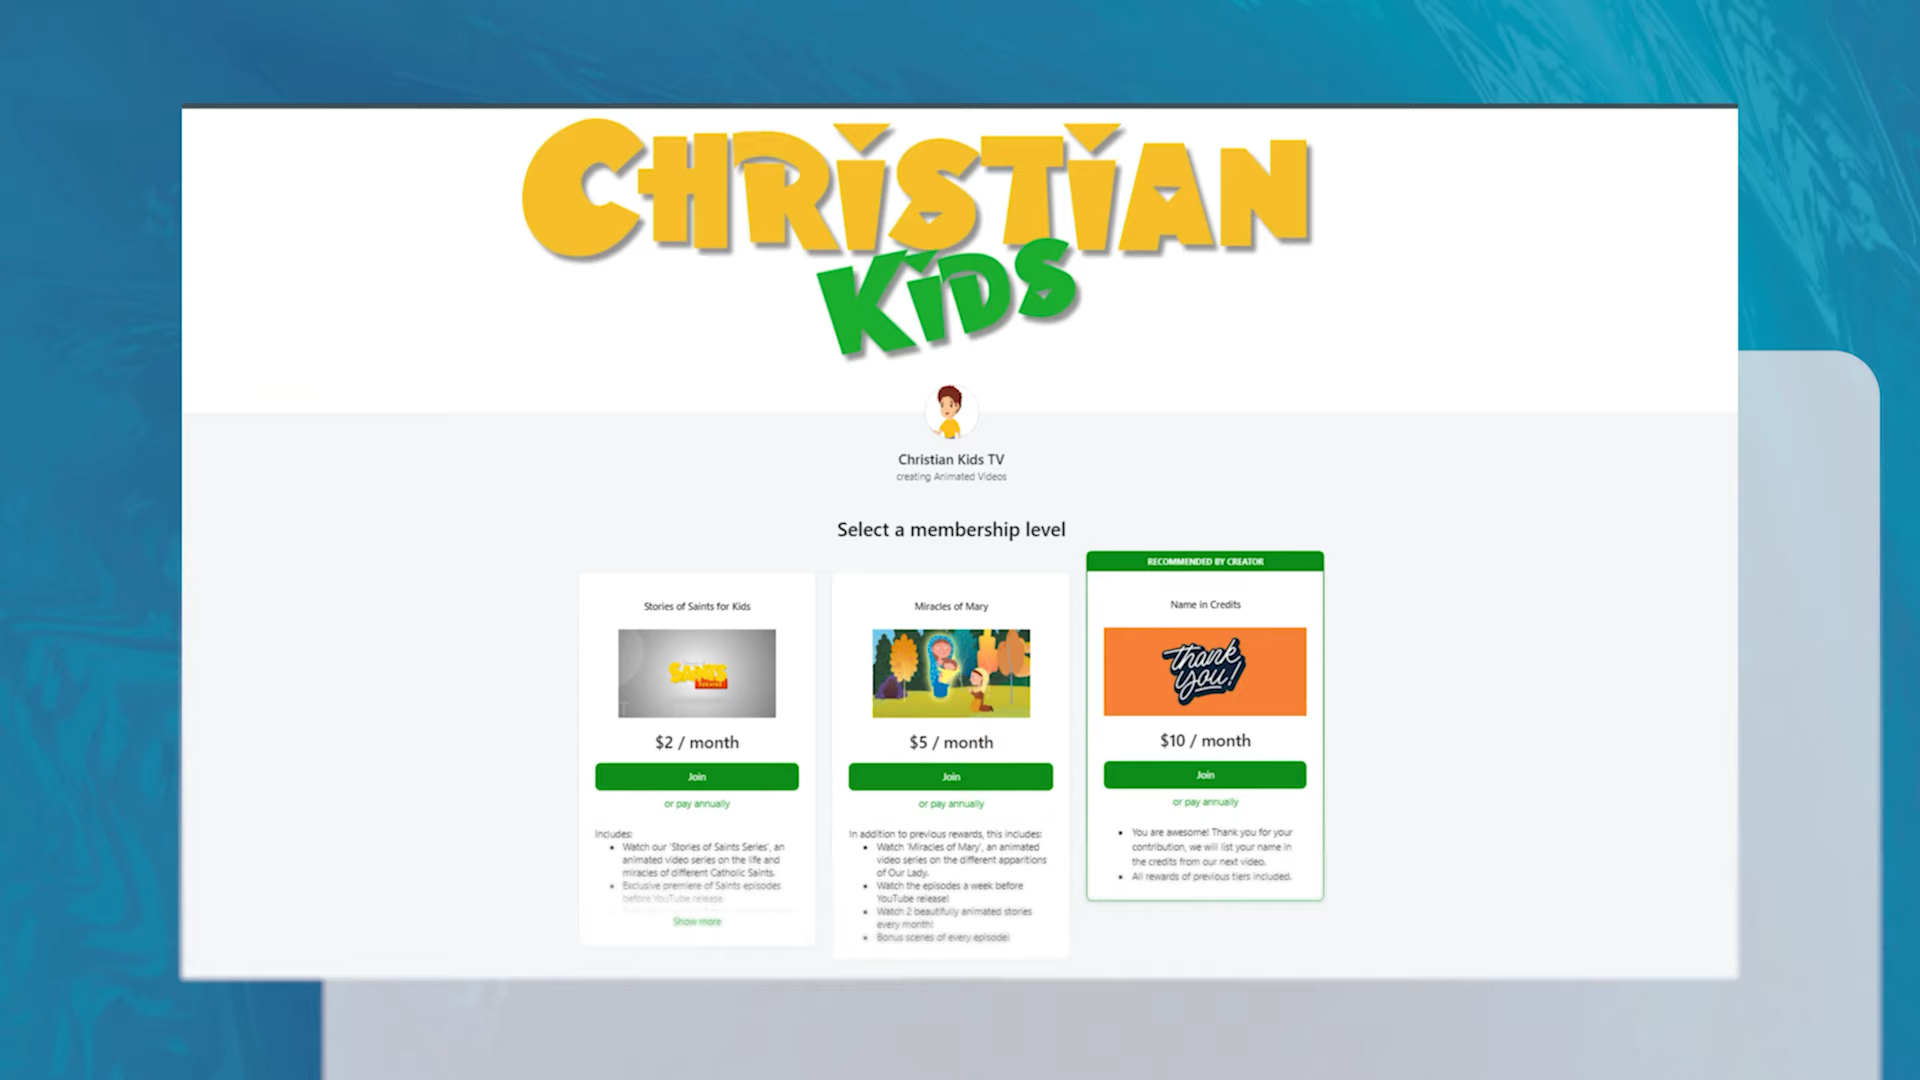 CHRISTIAN
KIDS
Christian Kids TV
creating Animated Videos
Select a membership level
Stories of Saints for Kids
SAINTS
$2 / month
Join
or pay annually
Includes:
• Watch our 'Stories of Saints Series', an
animated video series on the life and
miracles of different Catholic Saints.
• Exclusive premiere of Saints episodes
before YouTube release.
Show more
Miracles of Mary
$5 / month
Join
or pay annually
In addition to previous rewards, this includes:
• Watch 'Miracles of Mary', an animated
video series on the different apparitions
of Our Lady.
• Watch the episodes a week before
YouTube release!
• Watch 2 beautifully animated stories
every month!
• Bonus scenes of every episode!
RECOMMENDED BY CREATOR
Name in Credits
thank
you!
$10 / month
Join
or pay annually
• You are awesome! Thank you for your
contribution, we will list your name in
the credits from our next video.
• All rewards of previous tiers included.